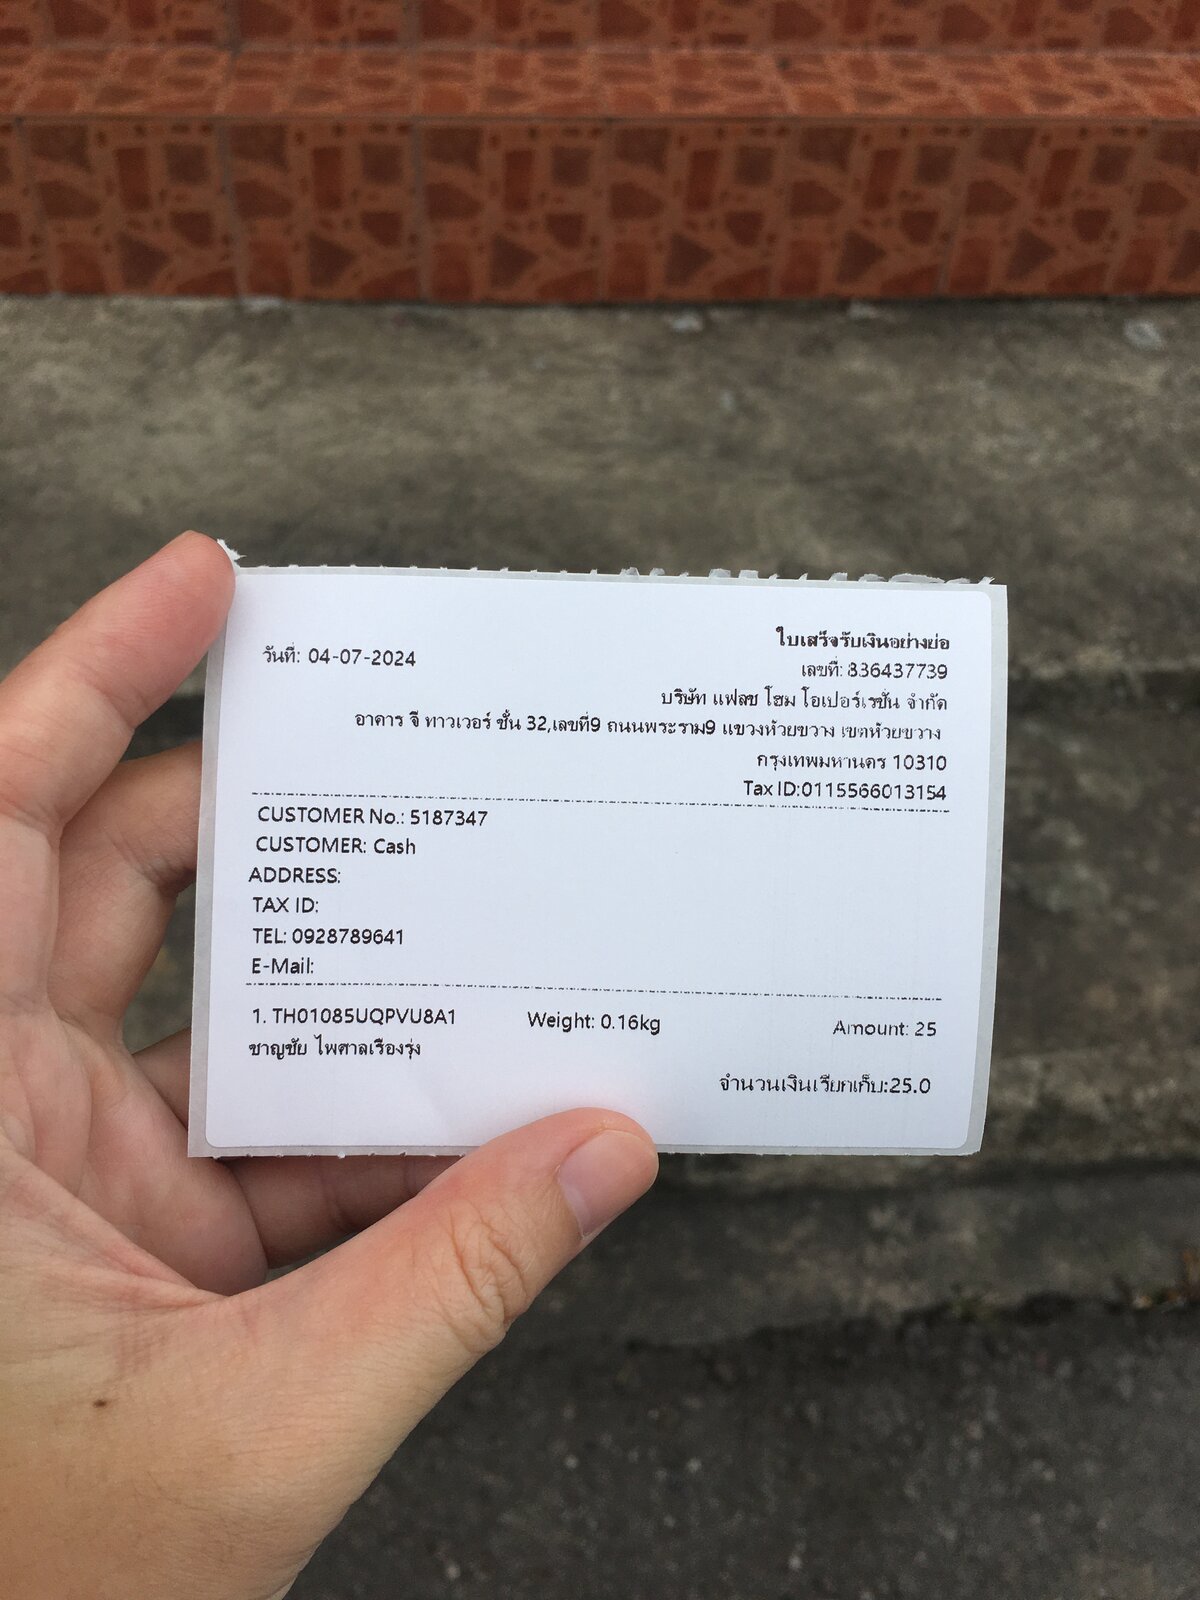 ใบเสร็จรับเงินอย่างย่อ
วันที่: 04-07-2024
เลขที่: 836437739
บริษัท แฟลช โฮม โอเปอร์เรชั่น จำกัด
อาคาร จี ทาวเวอร์ ชั้น 32,เลขที่9 ถนนพระราม9 แขวงห้วยขวาง เขตห้วยขวาง
กรุงเทพมหานคร 10310
Tax ID:0115566013154
CUSTOMER No.: 5187347
CUSTOMER: Cash
ADDRESS:
TAX ID:
TEL: 0928789641
E-Mail:
1. TH01085UQPVU8A1 Weight: 0.16kg Amount: 25
ชาญชัย ไพศาลเรืองรุ่ง
จำนวนเงินเรียกเก็บ:25.0